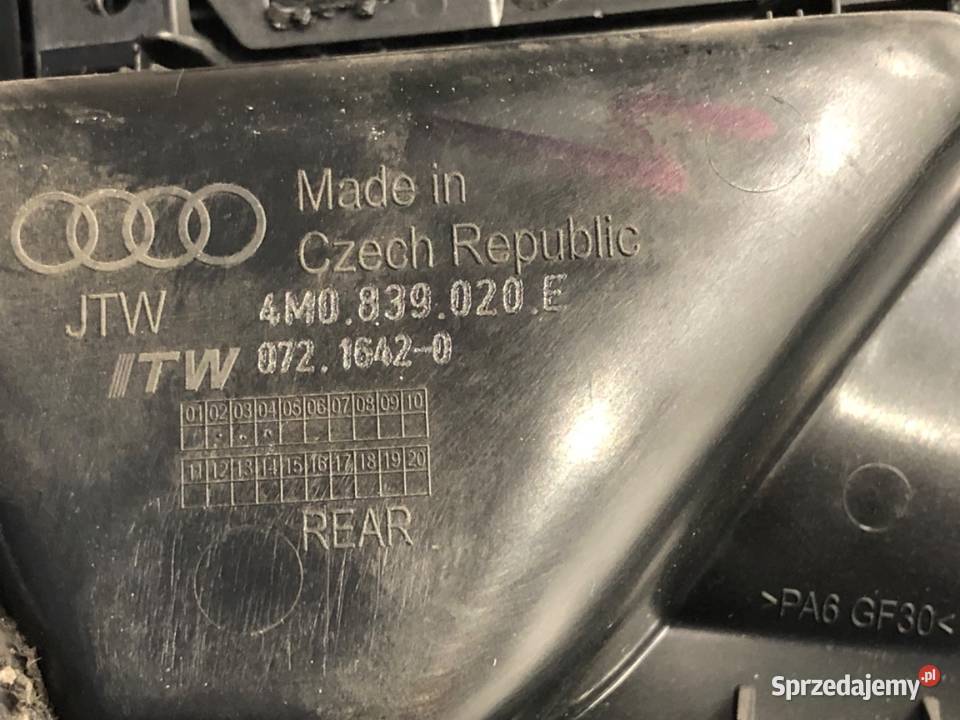 Made in
Czech Republic
JTW
4M0.839.020.E
ITW 072.1642-0
01 02 03 04 05 06 07 08 09 10
11 12 13 14 15 16 17 18 19 20
REAR
>PA6 GF30<
Sprzedajemy.pl